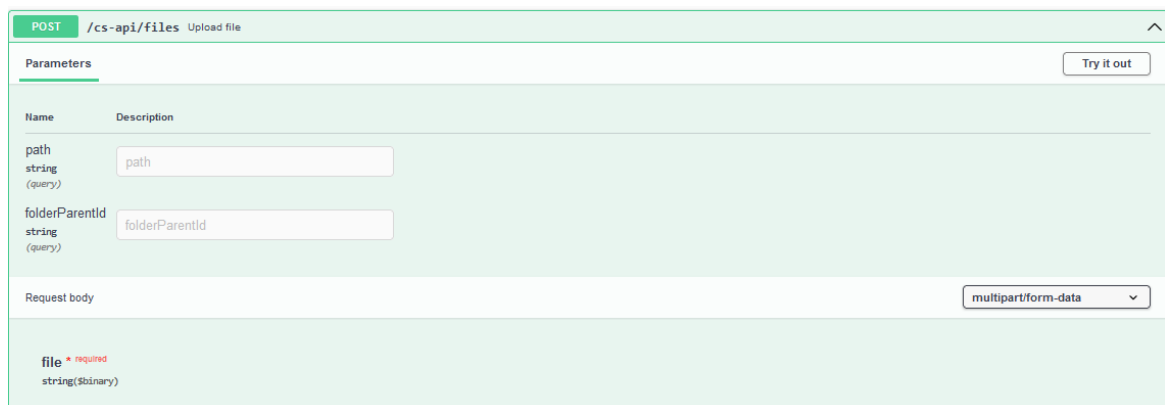 POST /cs-api/files Upload file
Parameters
Try it out
Name Description
path
string
(query)
path
folderParentId
string
(query)
folderParentId
Request body
multipart/form-data
file * required
string($binary)